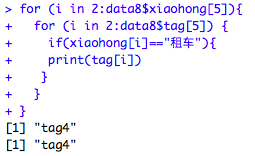 > for (i in 2:data8$xiaohong[5]){
+   for (i in 2:data8$tag[5]) {
+     if(xiaohong[i]=="租车"){
+     print(tag[i])
+    }
+   }
+ }
[1] "tag4"
[1] "tag4"